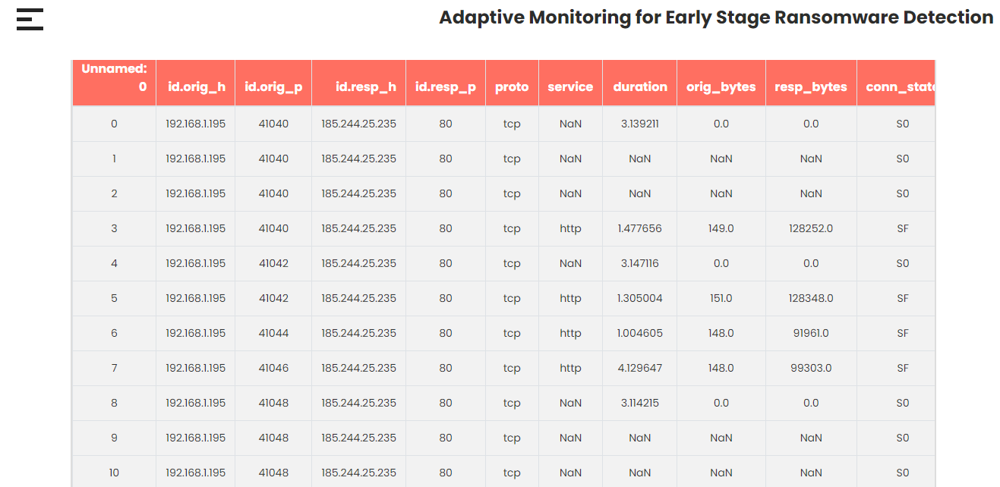 Adaptive Monitoring for Early Stage Ransomware Detection
Unnamed: 0 id.orig_h id.orig_p id.resp_h id.resp_p proto service duration orig_bytes resp_bytes conn_state
0 192.168.1.195 41040 185.244.25.235 80 tcp NaN 3.139211 0.0 0.0 S0
1 192.168.1.195 41040 185.244.25.235 80 tcp NaN NaN NaN NaN S0
2 192.168.1.195 41040 185.244.25.235 80 tcp NaN NaN NaN NaN S0
3 192.168.1.195 41040 185.244.25.235 80 tcp http 1.477656 149.0 128252.0 SF
4 192.168.1.195 41042 185.244.25.235 80 tcp NaN 3.147116 0.0 0.0 S0
5 192.168.1.195 41042 185.244.25.235 80 tcp http 1.305004 151.0 128348.0 SF
6 192.168.1.195 41044 185.244.25.235 80 tcp http 1.004605 148.0 91961.0 SF
7 192.168.1.195 41046 185.244.25.235 80 tcp http 4.129647 148.0 99303.0 SF
8 192.168.1.195 41048 185.244.25.235 80 tcp NaN 3.114215 0.0 0.0 S0
9 192.168.1.195 41048 185.244.25.235 80 tcp NaN NaN NaN NaN S0
10 192.168.1.195 41048 185.244.25.235 80 tcp NaN NaN NaN NaN S0